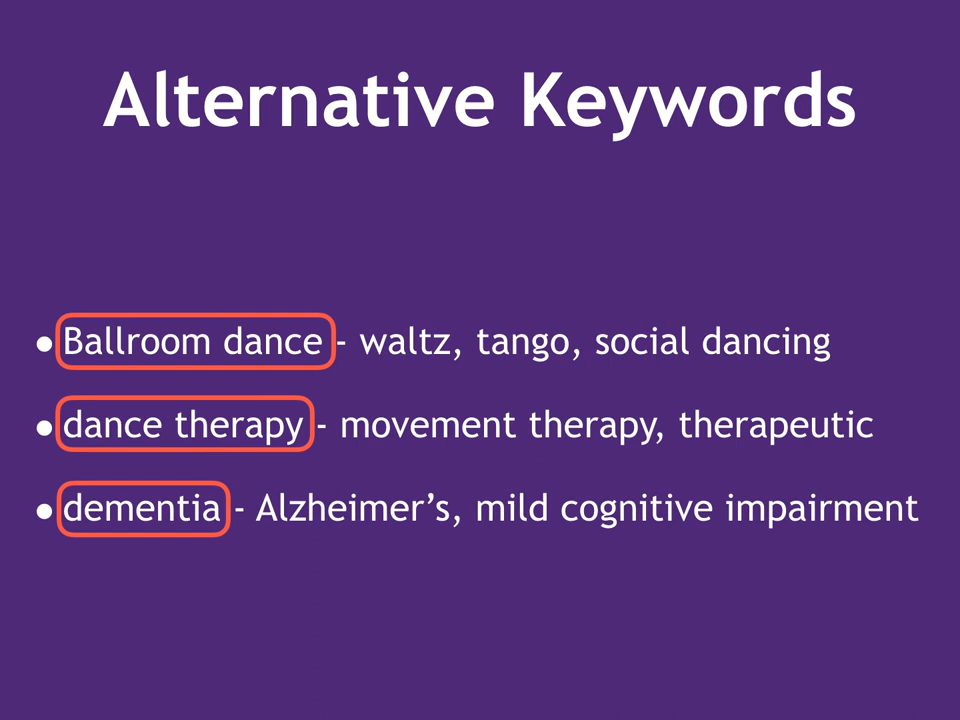 Alternative Keywords
• Ballroom dance - waltz, tango, social dancing
• dance therapy - movement therapy, therapeutic
• dementia - Alzheimer’s, mild cognitive impairment